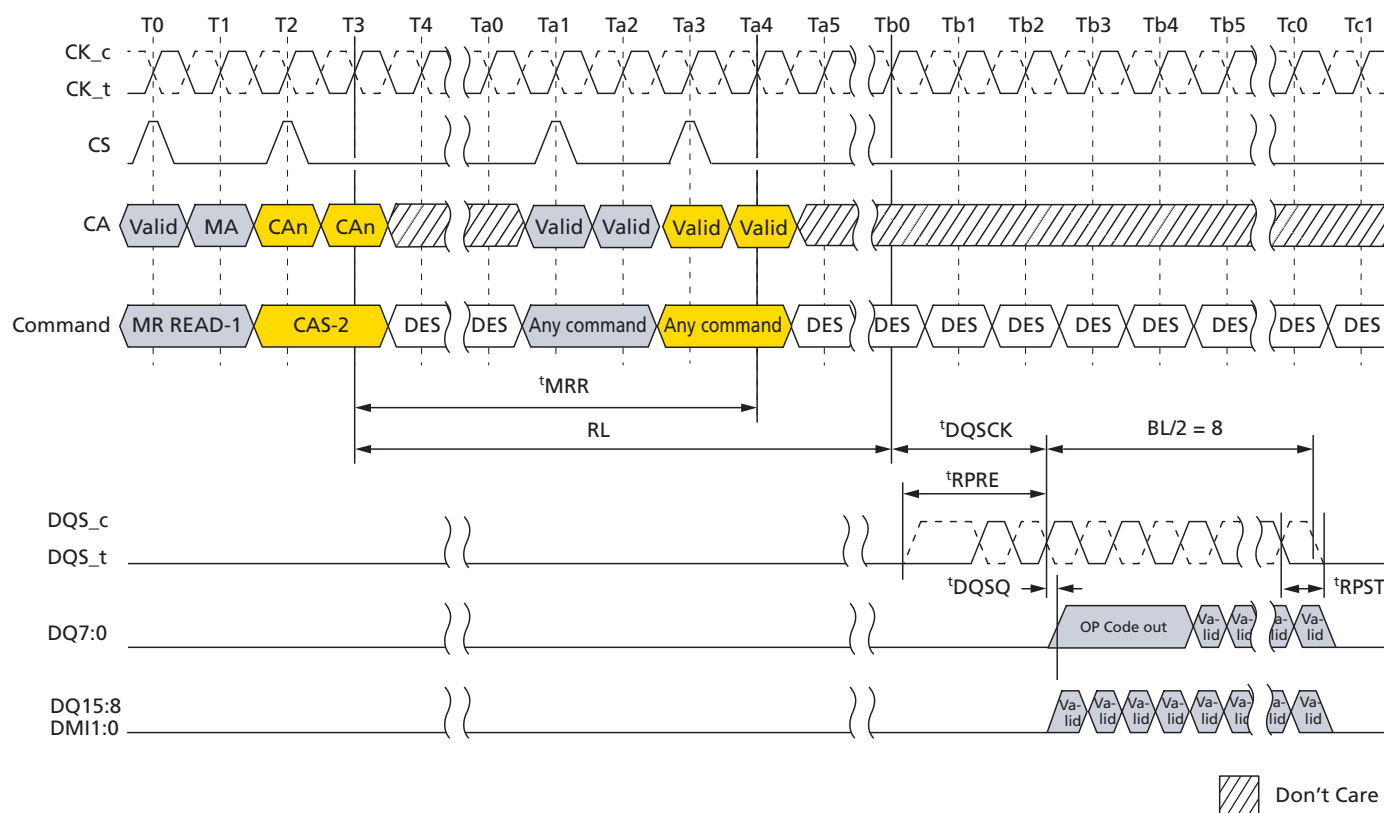 T0 T1 T2 T3 T4 Ta0 Ta1 Ta2 Ta3 Ta4 Ta5 Tb0 Tb1 Tb2 Tb3 Tb4 Tb5 Tc0 Tc1
CK_c
CK_t
CS
CA Valid MA CAn CAn Valid Valid Valid Valid
Command MR READ-1 CAS-2 DES DES Any command Any command DES DES DES DES DES DES DES DES DES
tMRR
RL tDQSCK BL/2 = 8
tRPRE
DQS_c
DQS_t
tDQSQ tRPST
DQ7:0 OP Code out Va- Va- a- Va-
lid lid lid lid
DQ15:8 Va- Va- Va- Va- Va- Va- a- Va-
DMI1:0 lid lid lid lid lid lid lid
Don't Care